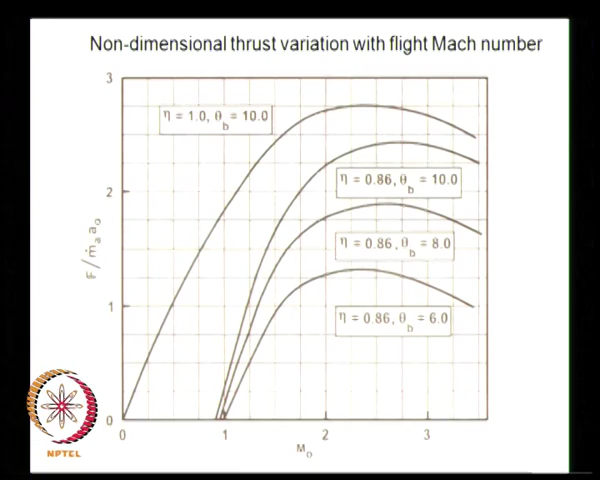 Non-dimensional thrust variation with flight Mach number
3
η = 1.0, θb = 10.0
η = 0.86, θb = 10.0
2
η = 0.86, θb = 8.0
F / ṁa ao
1
η = 0.86, θb = 6.0
0
0 1 2 3
Mo
NPTEL